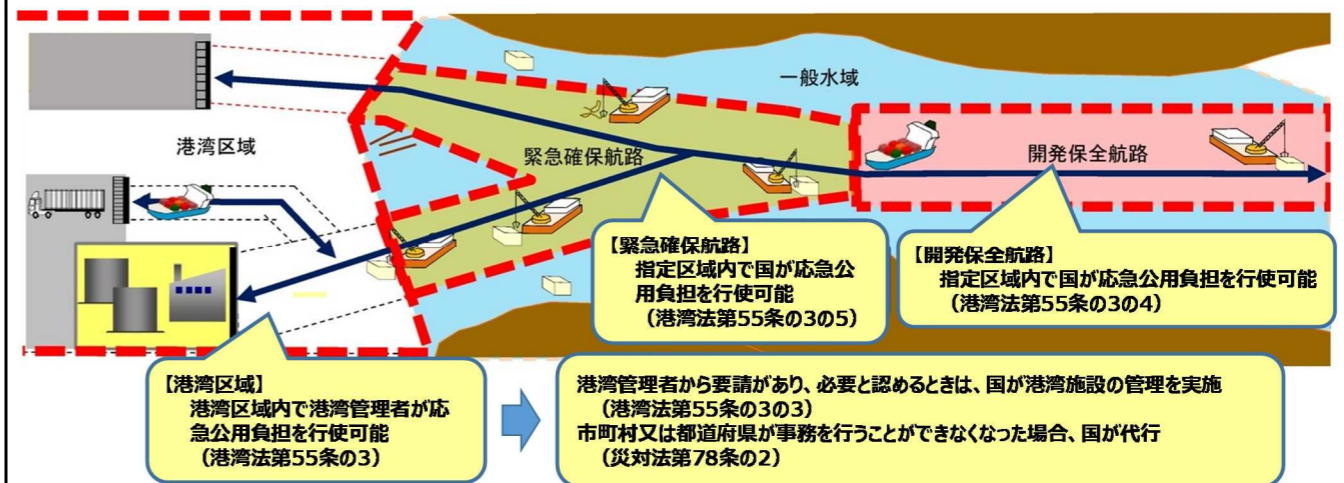 一般水域
港湾区域
緊急確保航路
開発保全航路
【緊急確保航路】
指定区域内で国が応急公
用負担を行使可能
（港湾法第55条の3の5）
【開発保全航路】
指定区域内で国が応急公用負担を行使可能
（港湾法第55条の3の4）
【港湾区域】
港湾区域内で港湾管理者が応
急公用負担を行使可能
（港湾法第55条の3）
港湾管理者から要請があり、必要と認めるときは、国が港湾施設の管理を実施
（港湾法第55条の3の3）
市町村又は都道府県が事務を行うことができなくなった場合、国が代行
（災対法第78条の2）